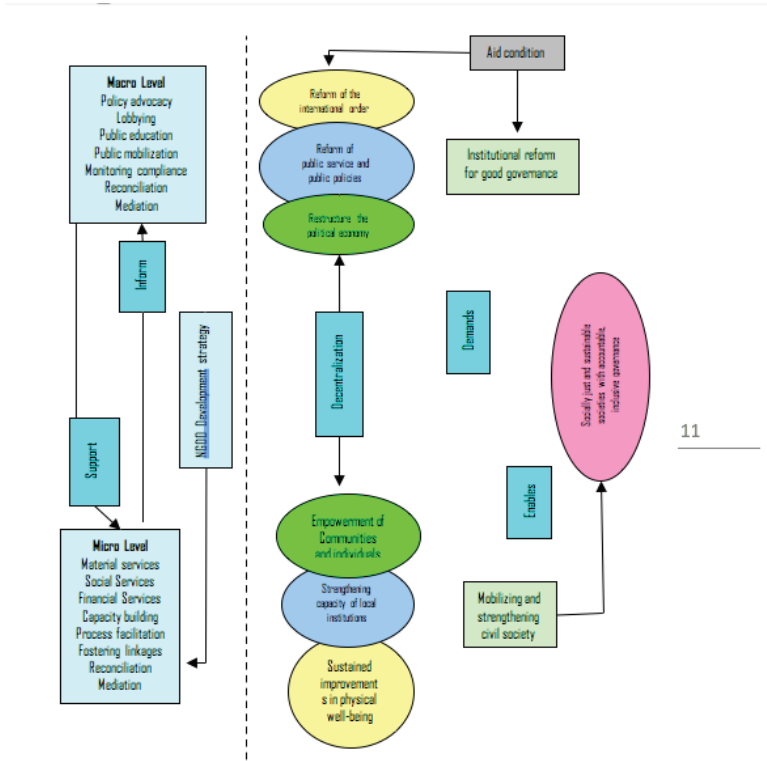 Macro Level
Policy advocacy
Lobbying
Public education
Public mobilization
Monitoring compliance
Reconciliation
Mediation
Inform
Support
NGDO Development strategy
Micro Level
Material services
Social Services
Financial Services
Capacity building
Process facilitation
Fostering linkages
Reconciliation
Mediation
Reform of the
international order
Reform of
public service and
public policies
Restructure the
political economy
Decentralization
Empowerment of
Communities
and individuals
Strengthening
capacity of local
institutions
Sustained
improvement
s in physical
well-being
Aid condition
Institutional reform
for good governance
Demands
Socially just and sustainable
societies with accountable,
inclusive governance
Enables
Mobilizing and
strengthening
civil society
11